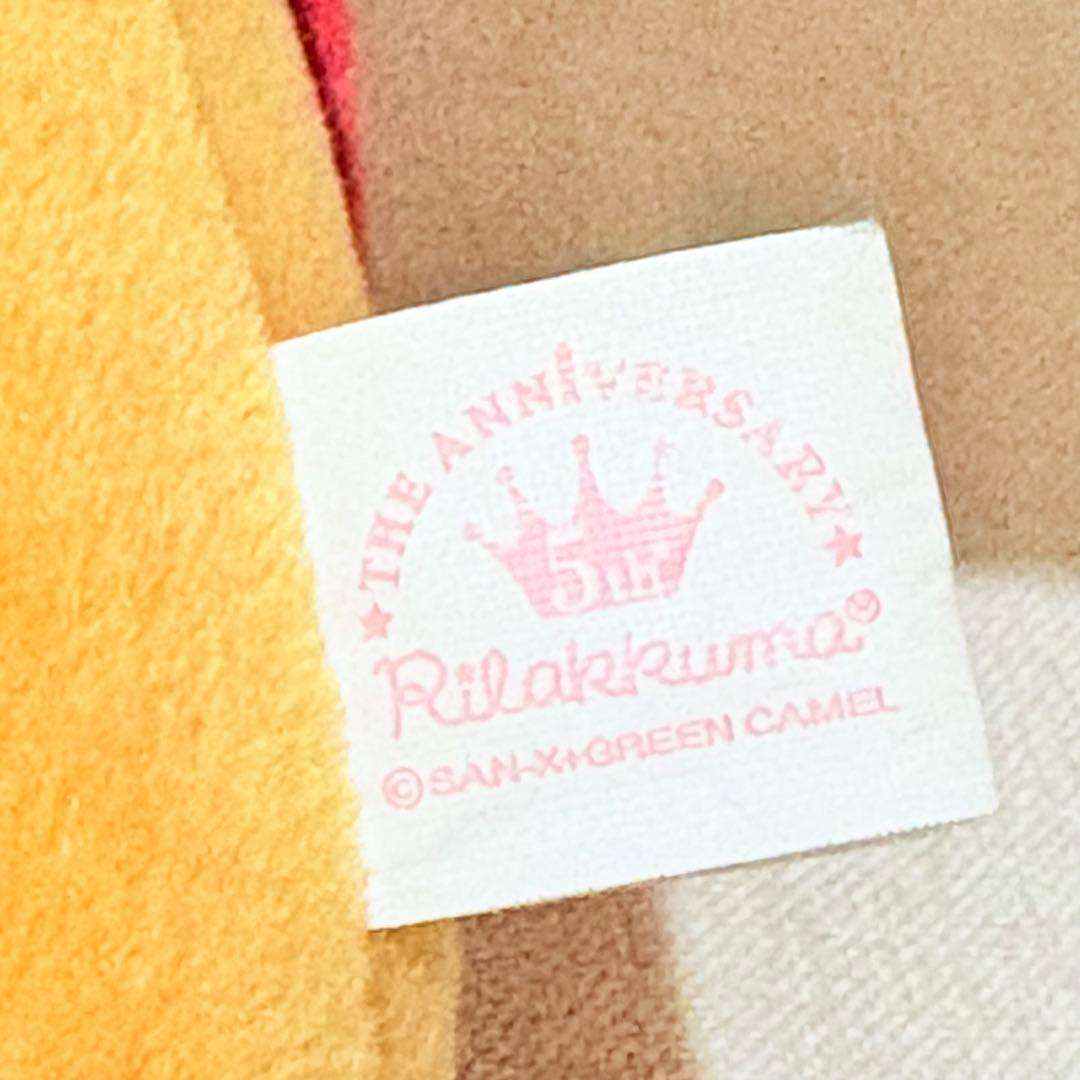 ★THE ANNIVERSARY★
5TH
Rilakkuma
©SAN-X+GREEN CAMEL